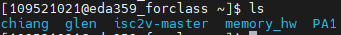 [109521021@eda359_forclass ~]$ ls
chiang  glen  isc2v-master  memory_hw  PA1